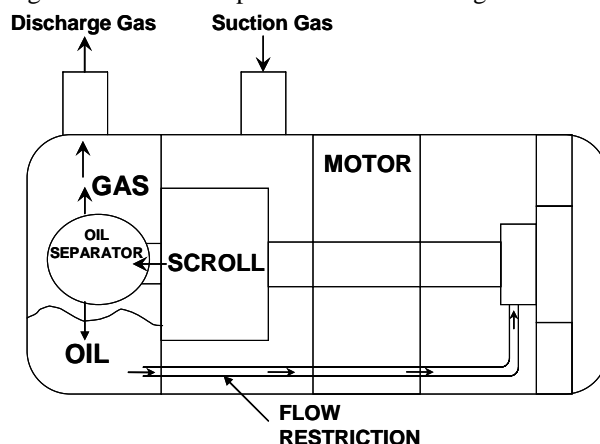 Discharge Gas
Suction Gas
MOTOR
GAS
OIL
SEPARATOR
SCROLL
OIL
FLOW
RESTRICTION